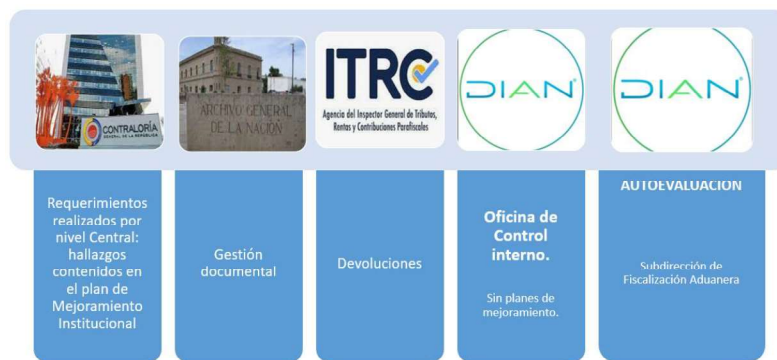 CONTRALORÍA
GENERAL DE LA REPÚBLICA
ARCHIVO GENERAL
DE LA NACIÓN
ITRC
Agencia del Inspector General de Tributos,
Rentas y Contribuciones Parafiscales
DIAN
DIAN
Requerimientos
realizados por
nivel Central:
hallazgos
contenidos en
el plan de
Mejoramiento
Institucional
Gestión
documental
Devoluciones
Oficina de
Control
interno.
Sin planes de
mejoramiento.
AUTOEVALUACIÓN
Subdirección de
Fiscalización Aduanera